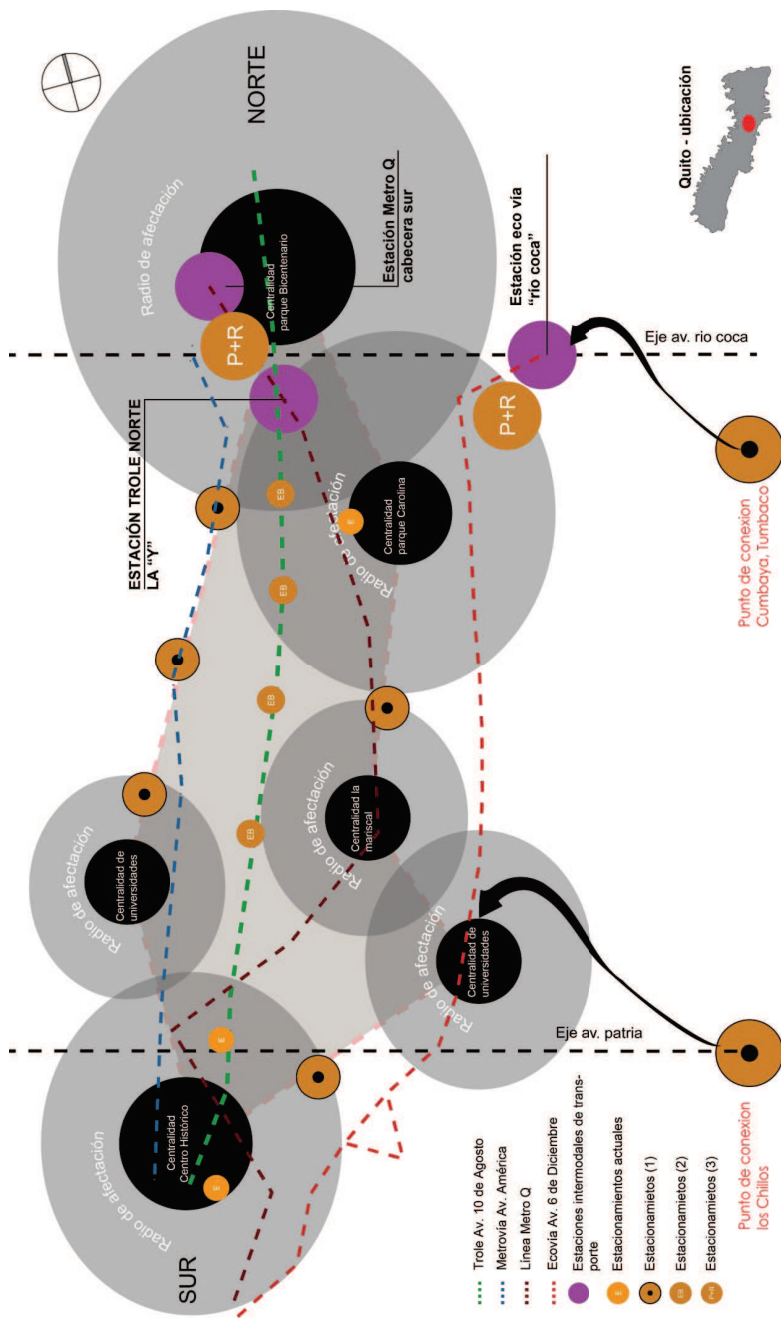 NORTE
Radio de afectación
Centralidad
parque Bicentenario
Estación Metro Q
cabecera sur
P+R
ESTACIÓN TROLE NORTE
LA “Y”
Estación eco vía
“rio coca”
Quito - ubicación
Eje av. rio coca
P+R
Punto de conexion
Cumbaya, Tumbaco
Radio de afectación
E
Centralidad
parque Carolina
EB
EB
EB
EB
Radio de afectación
Centralidad la
mariscal
Radio de afectación
Centralidad de
universidades
Radio de afectación
Centralidad de
universidades
Eje av. patria
E
Radio de afectación
Centralidad
Centro Histórico
E
SUR
Punto de conexion
los Chillos
Trole Av. 10 de Agosto
Metrovía Av. América
Línea Metro Q
Ecovía Av. 6 de Diciembre
Estaciones intermodales de trans-
porte
E
Estacionamientos actuales
Estacionamietos (1)
EB
Estacionamietos (2)
P+R
Estacionamietos (3)